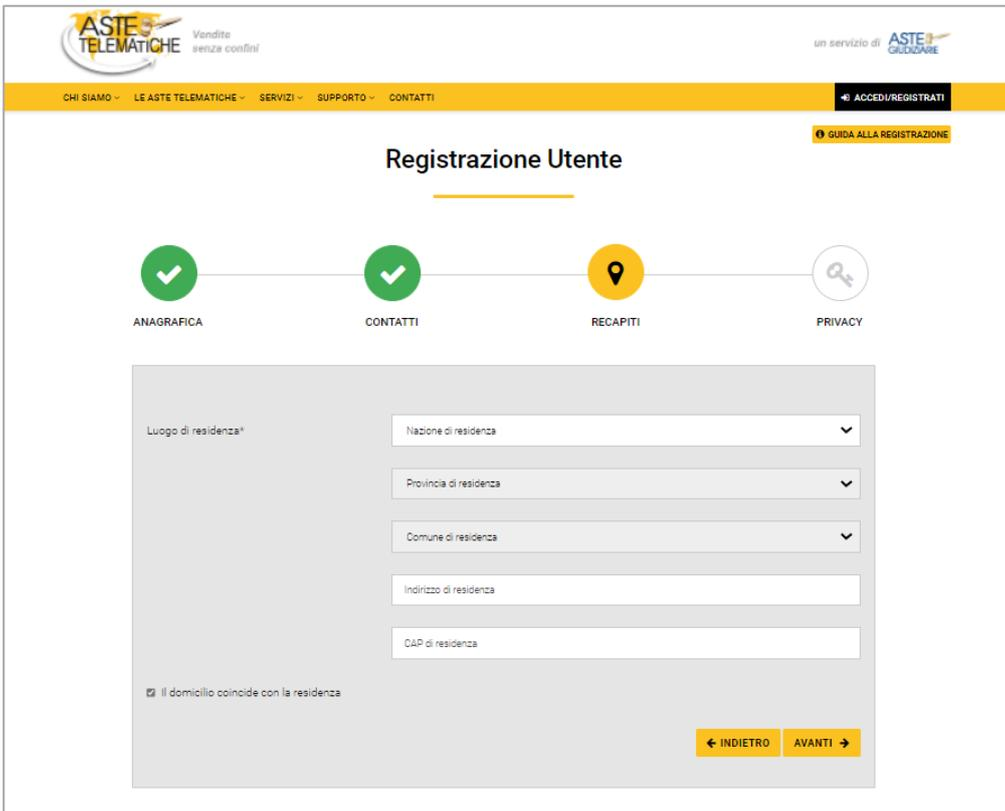 ASTE
TELEMATICHE
Vendite
senza confini
un servizio di
ASTE
GIUDIZIARIE
CHI SIAMO LE ASTE TELEMATICHE SERVIZI SUPPORTO CONTATTI
ACCEDI/REGISTRATI
GUIDA ALLA REGISTRAZIONE
Registrazione Utente
ANAGRAFICA CONTATTI RECAPITI PRIVACY
Luogo di residenza* Nazione di residenza
Provincia di residenza
Comune di residenza
Indirizzo di residenza
CAP di residenza
Il domicilio coincide con la residenza
INDIETRO AVANTI